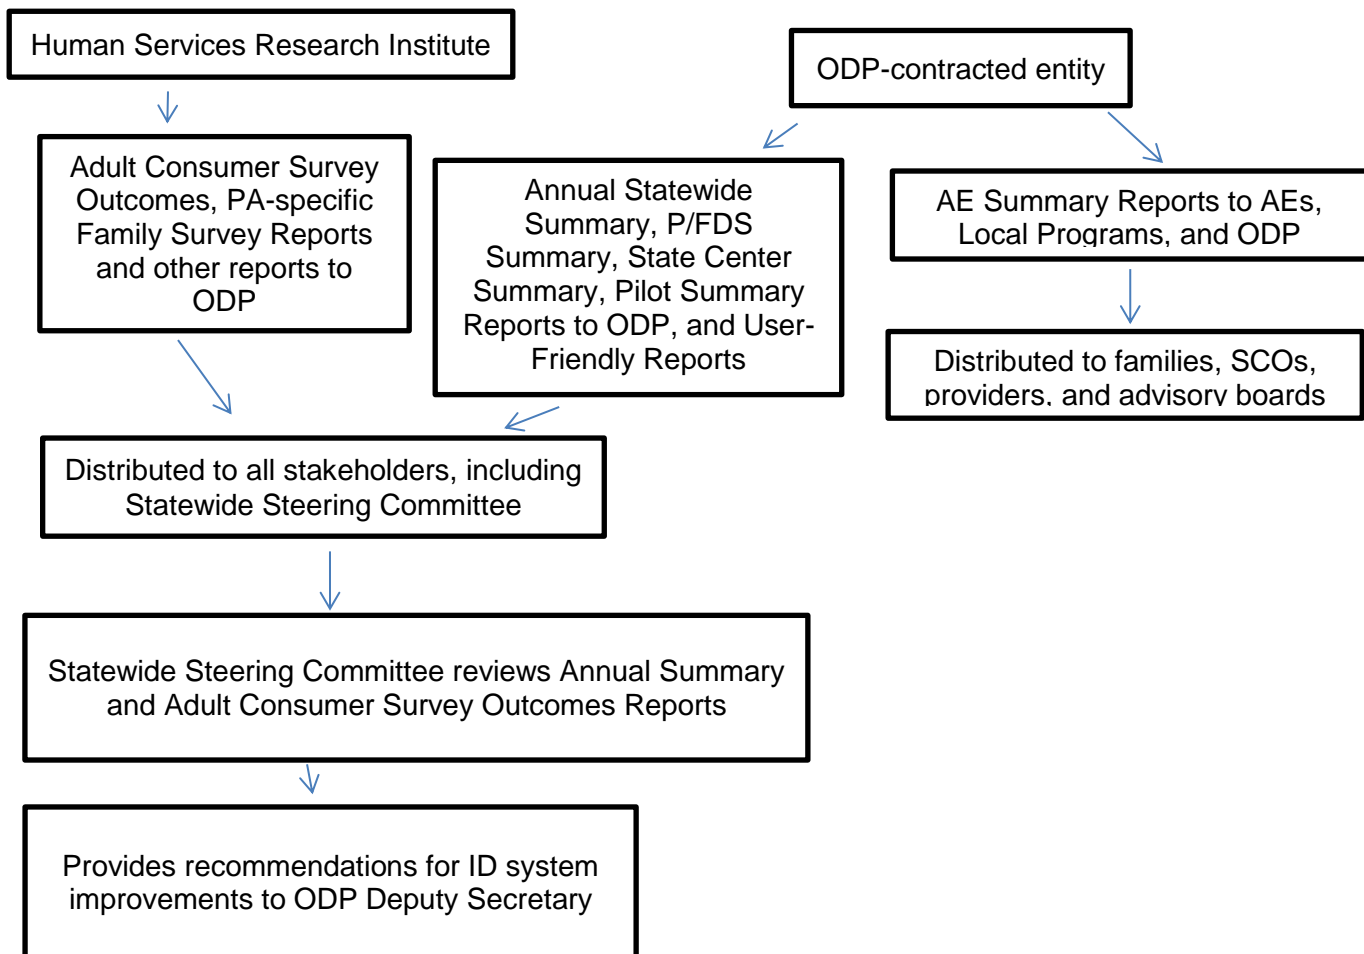 Human Services Research Institute
ODP-contracted entity
Adult Consumer Survey
Outcomes, PA-specific
Family Survey Reports
and other reports to
ODP
Annual Statewide
Summary, P/FDS
Summary, State Center
Summary, Pilot Summary
Reports to ODP, and User-
Friendly Reports
AE Summary Reports to AEs,
Local Programs, and ODP
Distributed to families, SCOs,
providers, and advisory boards
Distributed to all stakeholders, including
Statewide Steering Committee
Statewide Steering Committee reviews Annual Summary
and Adult Consumer Survey Outcomes Reports
Provides recommendations for ID system
improvements to ODP Deputy Secretary